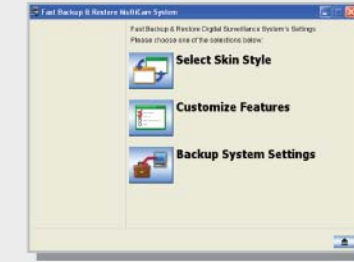 Fast Backup & Restore MultiCam System
Fast Backup & Restore Digital Surveillance System's Settings
Please choose one of the selections below:
Select Skin Style
Customize Features
Backup System Settings